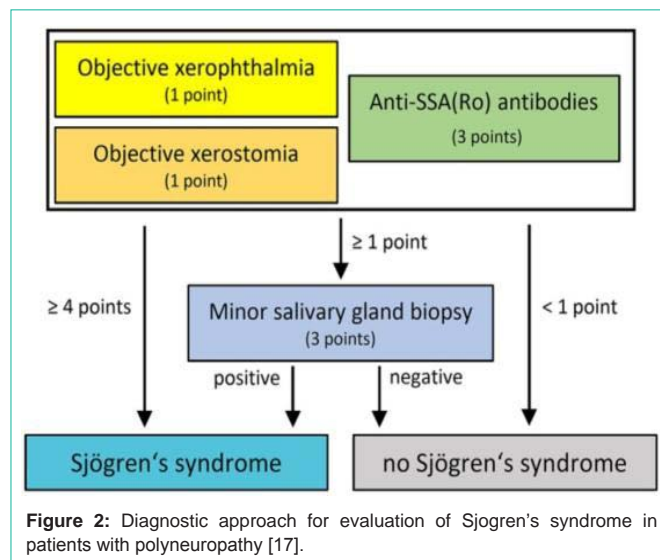 Objective xerophthalmia
(1 point)
Anti-SSA(Ro) antibodies
(3 points)
Objective xerostomia
(1 point)
≥ 1 point
≥ 4 points
Minor salivary gland biopsy
(3 points)
< 1 point
positive
negative
Sjögren‘s syndrome
no Sjögren‘s syndrome
Figure 2: Diagnostic approach for evaluation of Sjogren’s syndrome in
patients with polyneuropathy [17].